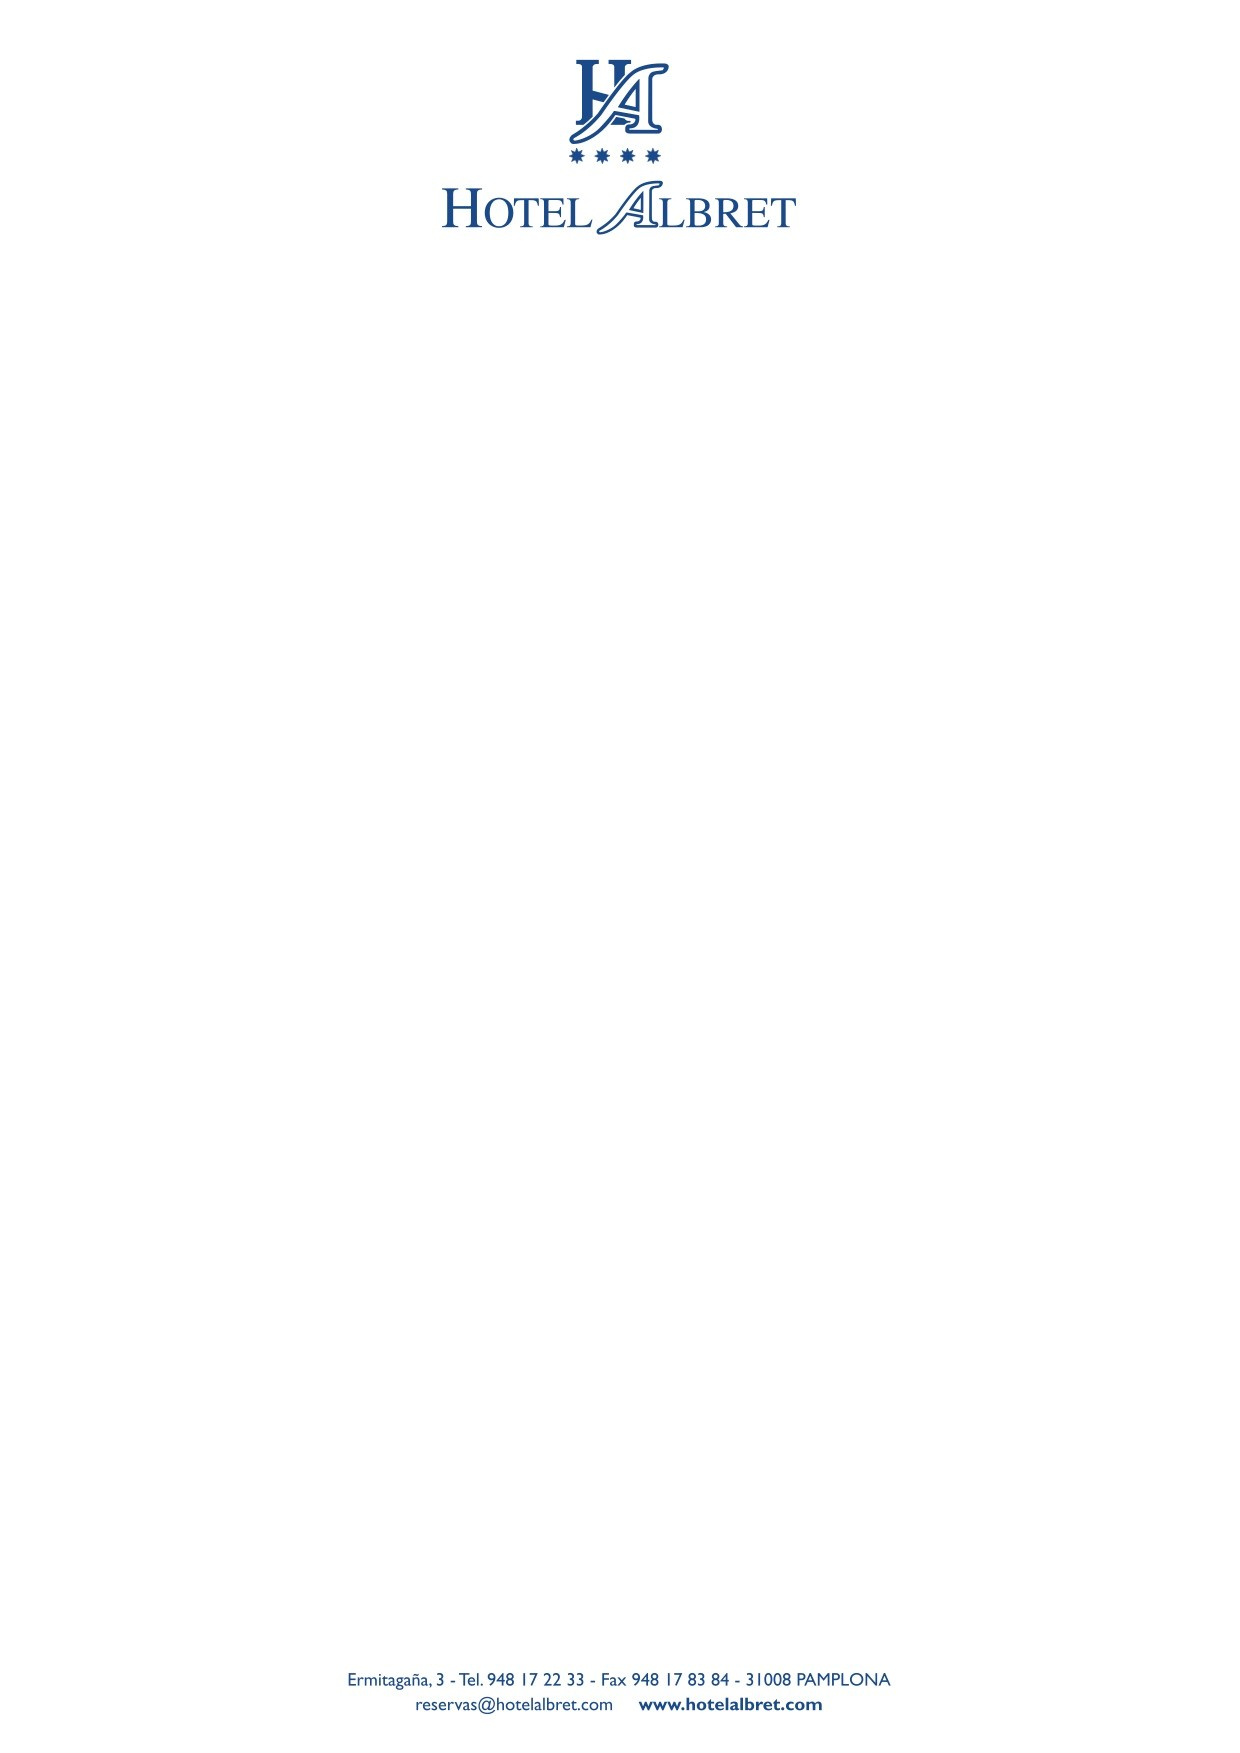 HA
HOTEL ALBRET
Ermitagaña, 3 - Tel. 948 17 22 33 - Fax 948 17 83 84 - 31008 PAMPLONA
reservas@hotelalbret.com www.hotelalbret.com